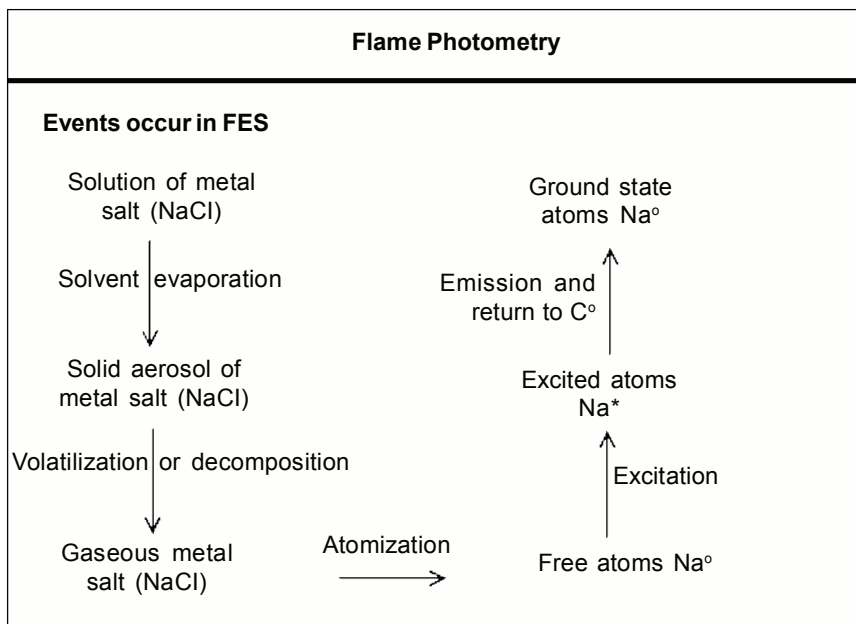 Flame Photometry
Events occur in FES
Solution of metal
salt (NaCl)
Solvent evaporation
Solid aerosol of
metal salt (NaCl)
Volatilization or decomposition
Gaseous metal
salt (NaCl)
Atomization
Free atoms Naº
Excitation
Excited atoms
Na*
Emission and
return to Cº
Ground state
atoms Naº